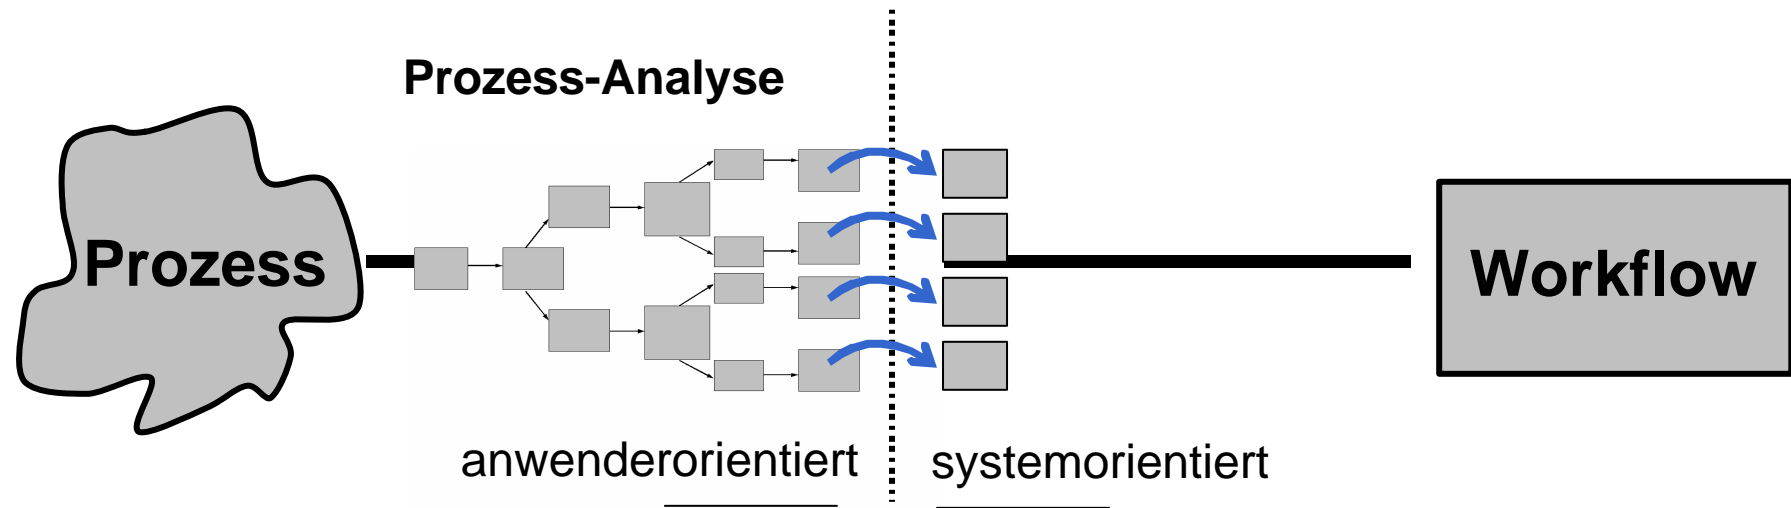 Prozess-Analyse
Prozess
Workflow
anwenderorientiert
systemorientiert